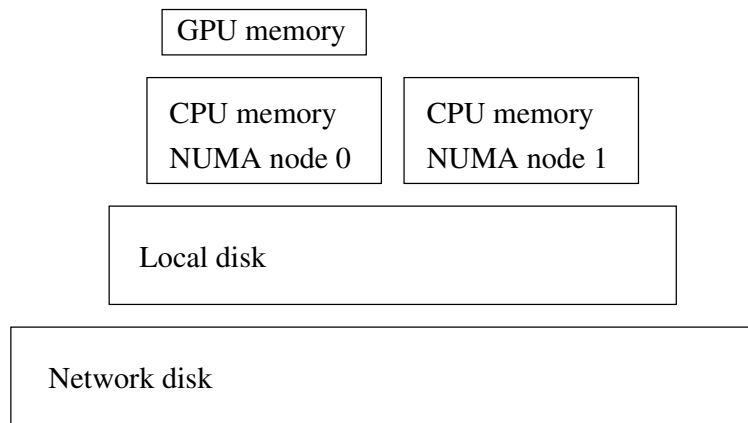 GPU memory
CPU memory
NUMA node 0
CPU memory
NUMA node 1
Local disk
Network disk